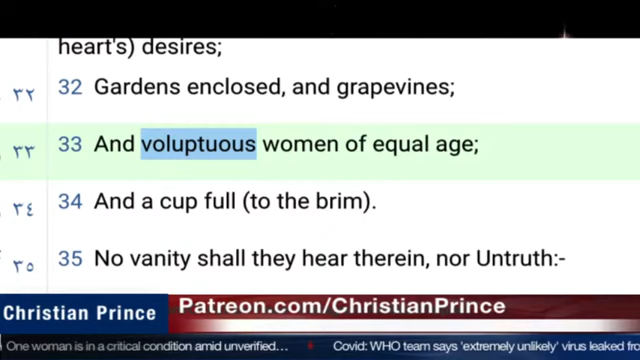 heart's) desires;
٣٢ 32 Gardens enclosed, and grapevines;
٣٣ 33 And voluptuous women of equal age;
٣٤ 34 And a cup full (to the brim).
٣٥ 35 No vanity shall they hear therein, nor Untruth:-
Christian Prince
Patreon.com/ChristianPrince
One woman is in a critical condition amid unverified...
Covid: WHO team says 'extremely unlikely' virus leaked fro